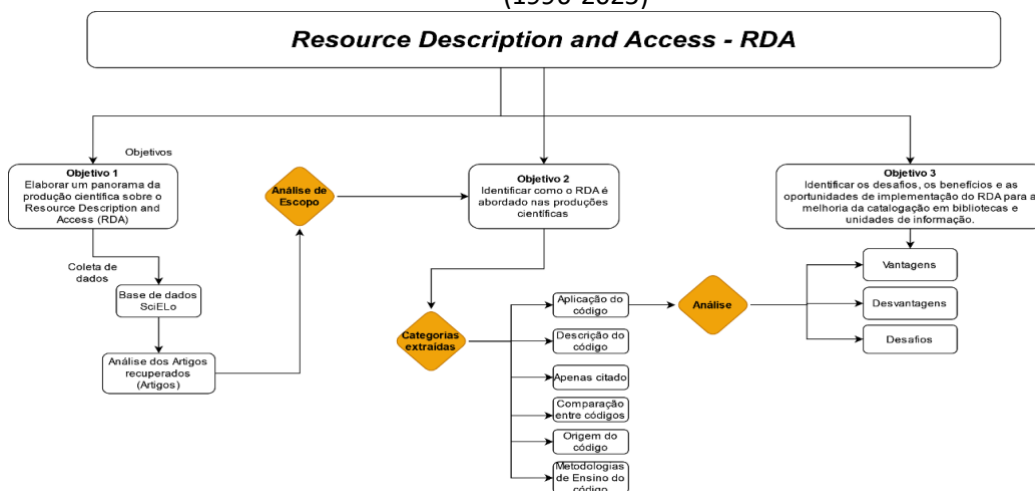 (1996-2023)
Resource Description and Access - RDA
Objetivos
Objetivo 1
Elaborar um panorama da
produção científica sobre o
Resource Description and
Access (RDA)
Coleta de
dados
Base de dados
SciELo
Análise dos Artigos
recuperados
(Artigos)
Análise de
Escopo
Objetivo 2
Identificar como o RDA é
abordado nas produções
científicas
Categorias
extraídas
Aplicação do
código
Descrição do
código
Apenas citado
Comparação
entre códigos
Origem do
código
Metodologias
de Ensino do
código
Análise
Objetivo 3
Identificar os desafios, os benefícios e as
oportunidades de implementação do RDA para a
melhoria da catalogação em bibliotecas e
unidades de informação.
Vantagens
Desvantagens
Desafios